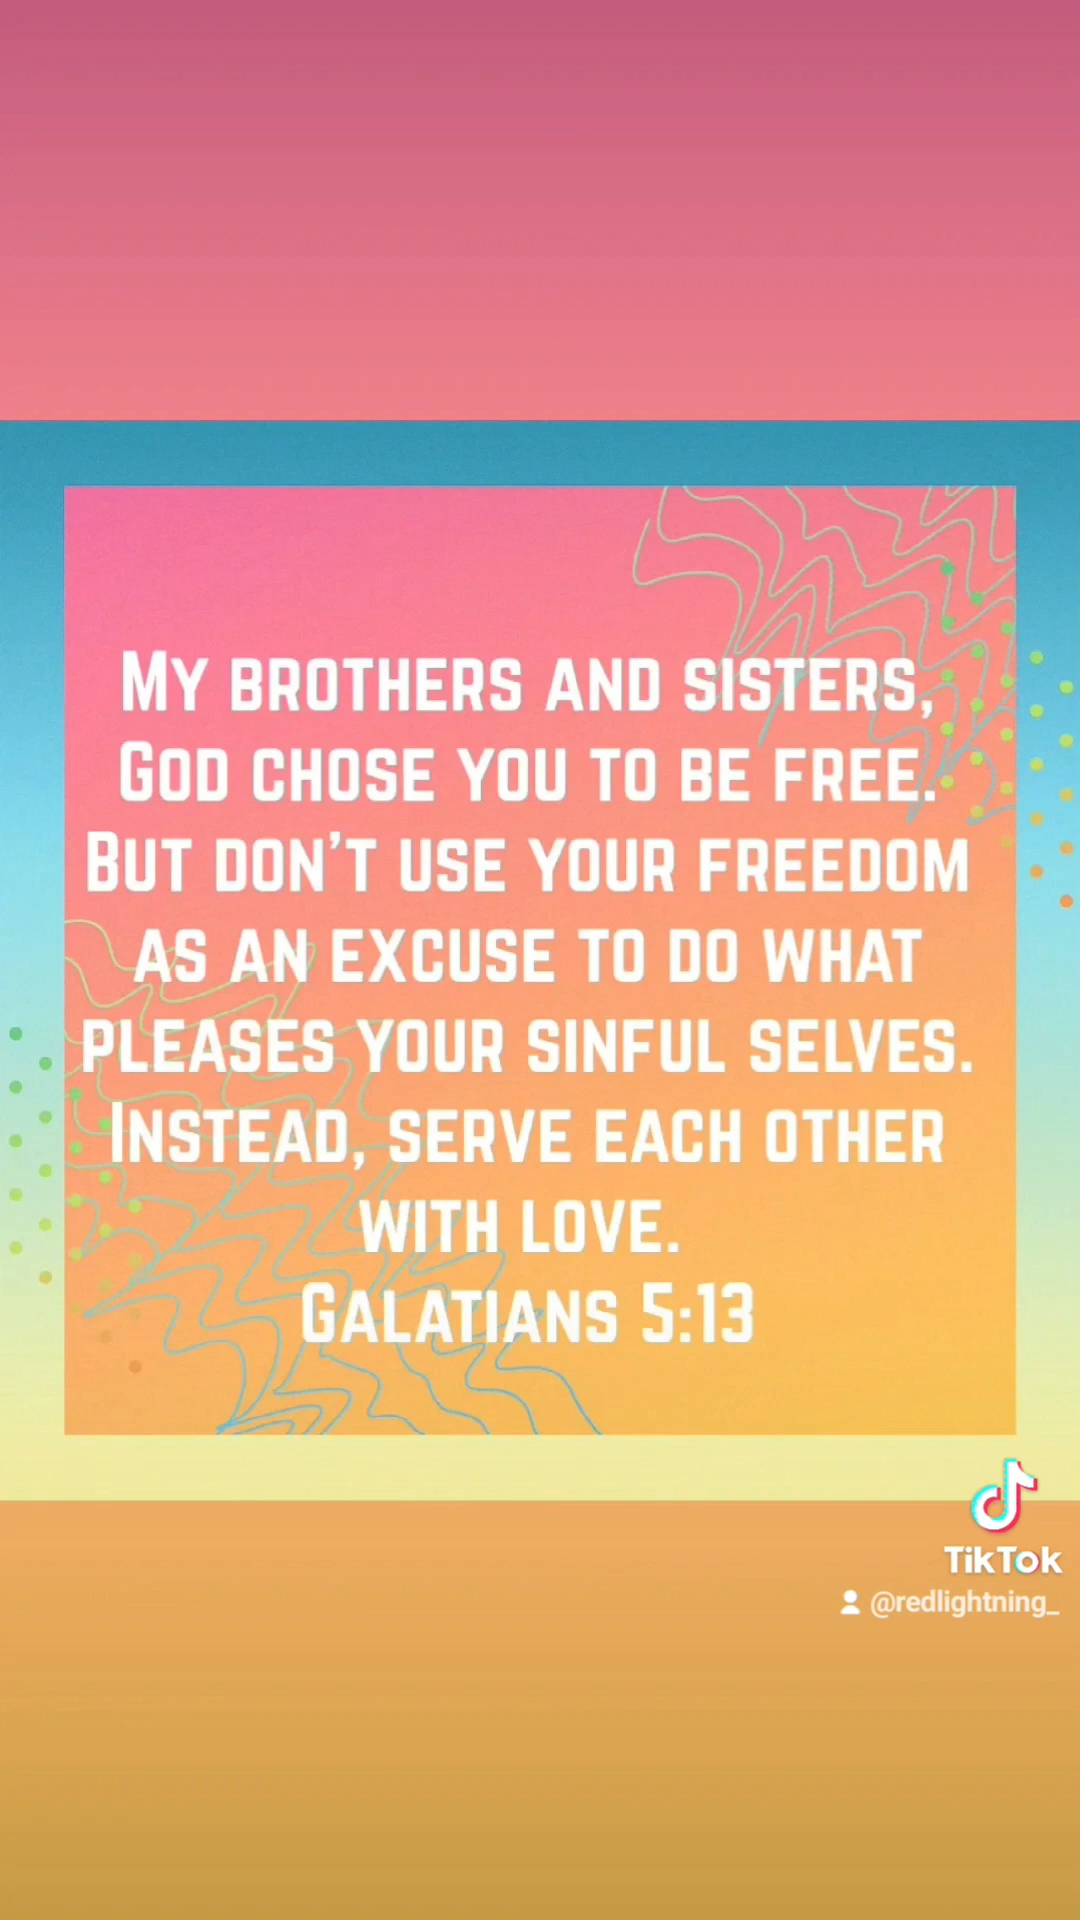 My brothers and sisters,
God chose you to be free.
But don't use your freedom
as an excuse to do what
pleases your sinful selves.
Instead, serve each other
with love.
Galatians 5:13
TikTok
@redlightning_